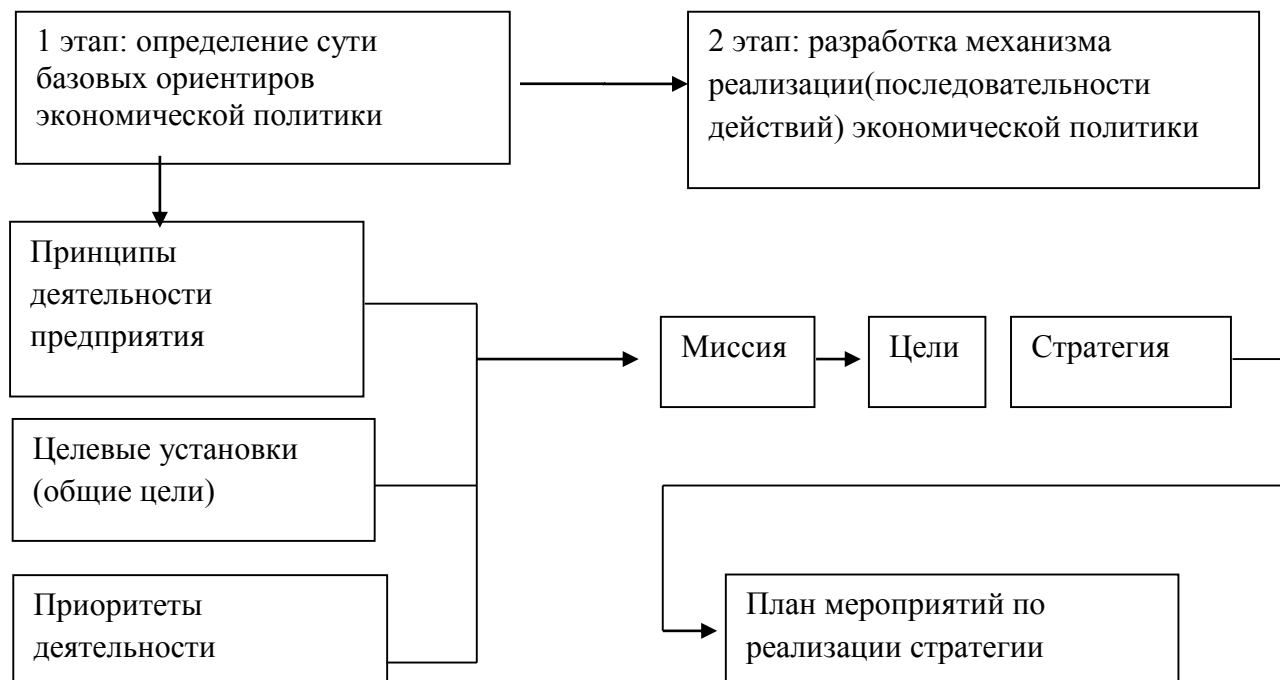 1 этап: определение сути
базовых ориентиров
экономической политики
2 этап: разработка механизма
реализации(последовательности
действий) экономической политики
Принципы
деятельности
предприятия
Миссия
Цели
Стратегия
Целевые установки
(общие цели)
Приоритеты
деятельности
План мероприятий по
реализации стратегии